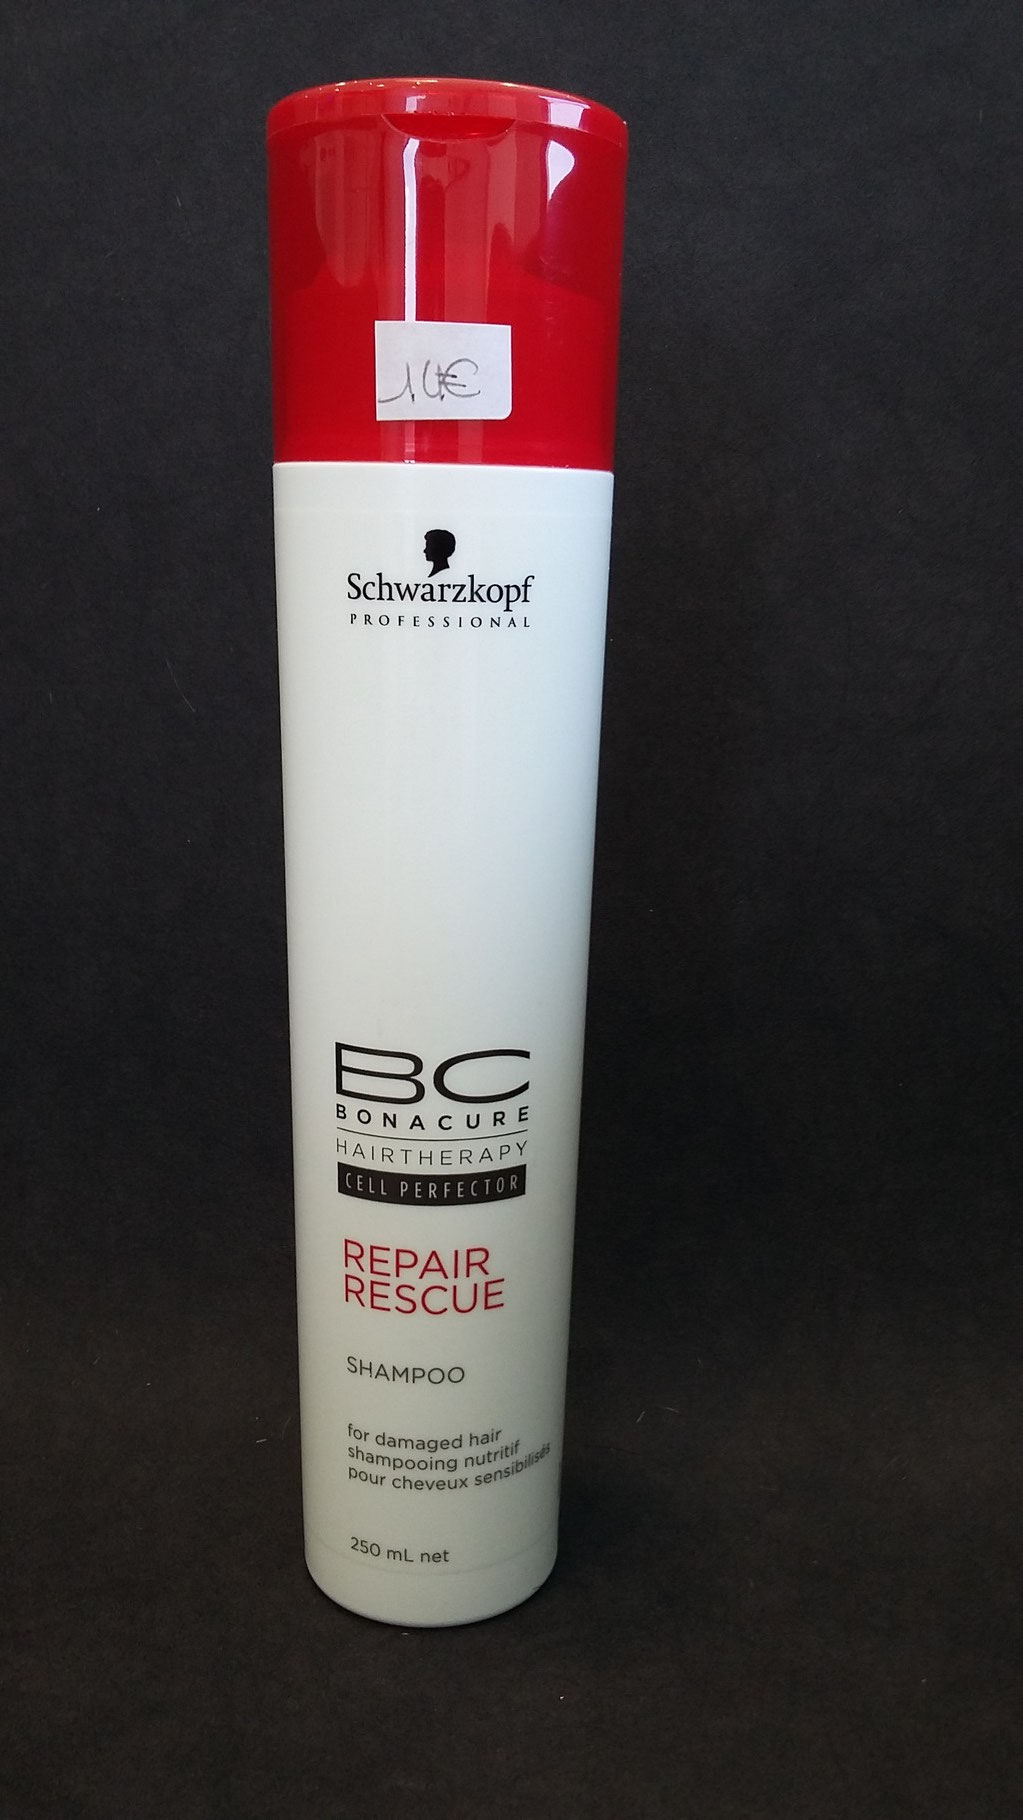 14€
Schwarzkopf
PROFESSIONAL
BC
BONACURE
HAIRTHERAPY
CELL PERFECTOR
REPAIR
RESCUE
SHAMPOO
for damaged hair
shampooing nutritif
pour cheveux sensibilisés
250 mL net